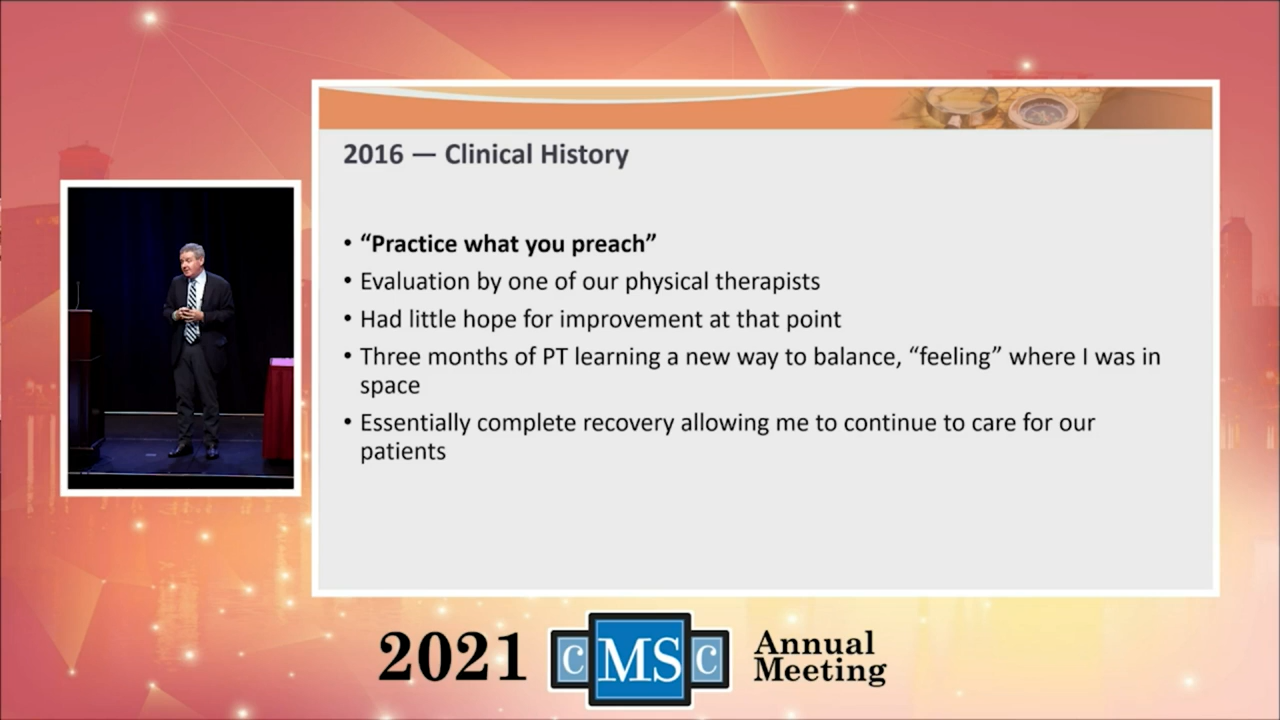 2016 — Clinical History
• “Practice what you preach”
• Evaluation by one of our physical therapists
• Had little hope for improvement at that point
• Three months of PT learning a new way to balance, “feeling” where I was in
space
• Essentially complete recovery allowing me to continue to care for our
patients
2021 CMSC Annual
Meeting